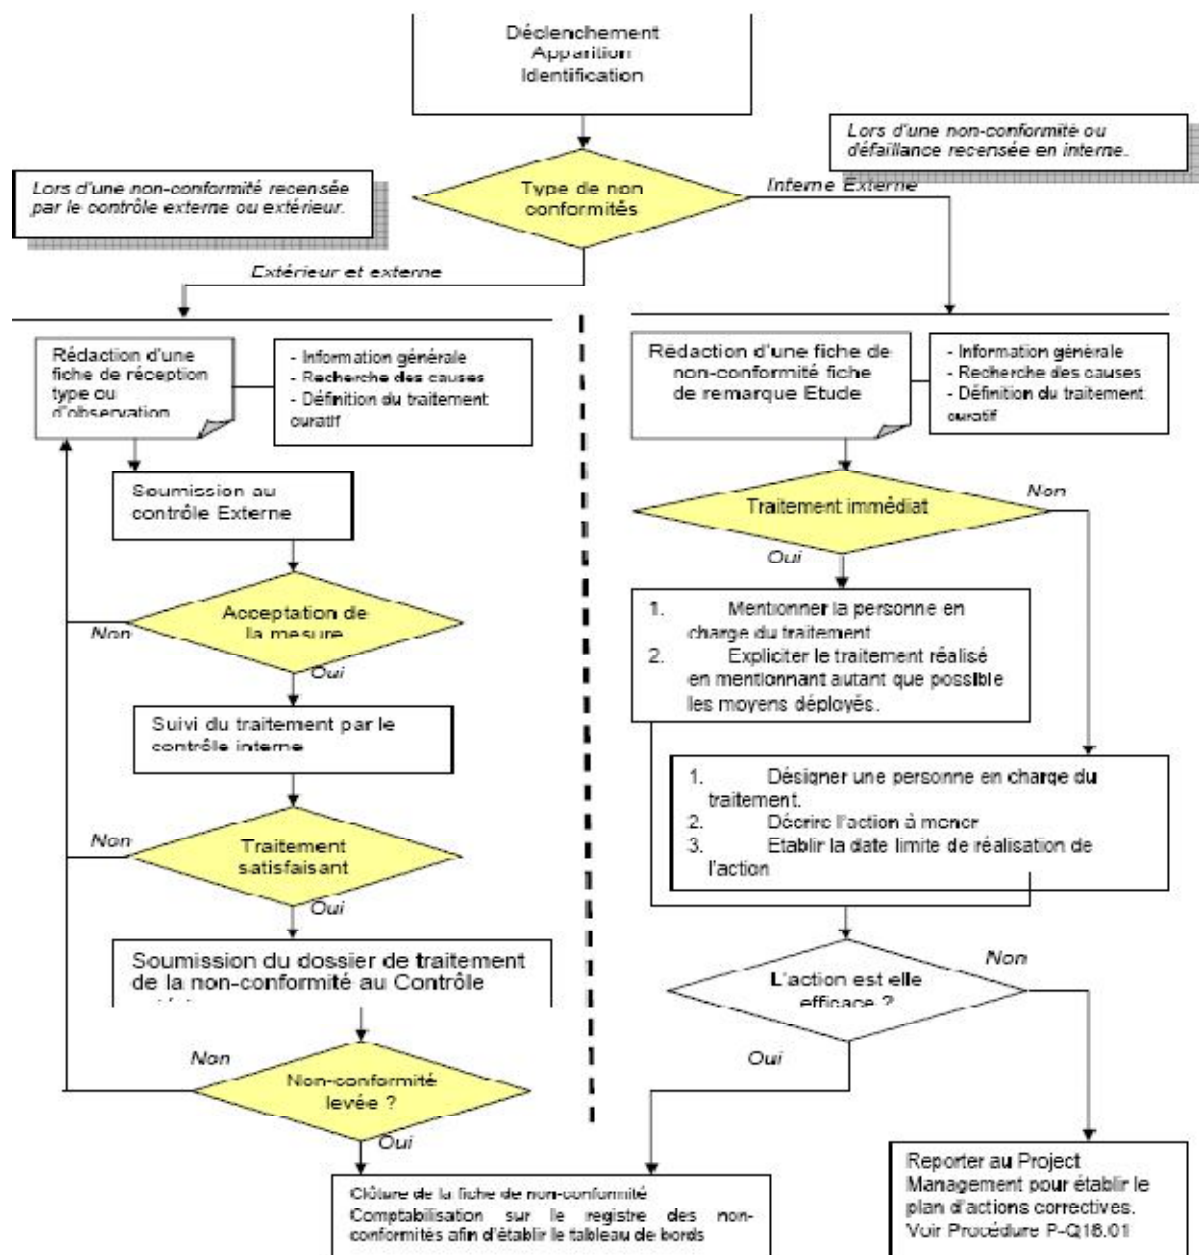 Déclenchement
Apparition
Identification
Lors d'une non-conformité ou
défaillance recensée en interne.
Lors d'une non-conformité recensée
par le contrôle externe ou extérieur.
Type de non
conformités
Interne Externe
Extérieur et externe
Rédaction d'une
fiche de réception
type ou
d'observation
- Information générale
- Recherche des causes
- Définition du traitement
curatif
Rédaction d'une fiche de
non-conformité fiche
de remarque Etude
- Information générale
- Recherche des causes
- Définition du traitement
curatif
Soumission au
contrôle Externe
Traitement immédiat
Non
Oui
Acceptation de
la mesure
Non
Oui
1. Mentionner la personne en
charge du traitement
2. Expliciter le traitement réalisé
en mentionnant autant que possible
les moyens déployés.
Suivi du traitement par le
contrôle interne
1. Désigner une personne en charge du
traitement.
2. Décrire l'action à mener
3. Etablir la date limite de réalisation de
l'action
Non
Traitement
satisfaisant
Oui
Soumission du dossier de traitement
de la non-conformité au Contrôle
L'action est elle
efficace ?
Non
Oui
Non
Non-conformité
levée ?
Oui
Clôture de la fiche de non-conformité
Comptabilisation sur le registre des non-
conformités afin d'établir le tableau de bords
Reporter au Project
Management pour établir le
plan d'actions correctives.
Voir Procédure P-Q18.01